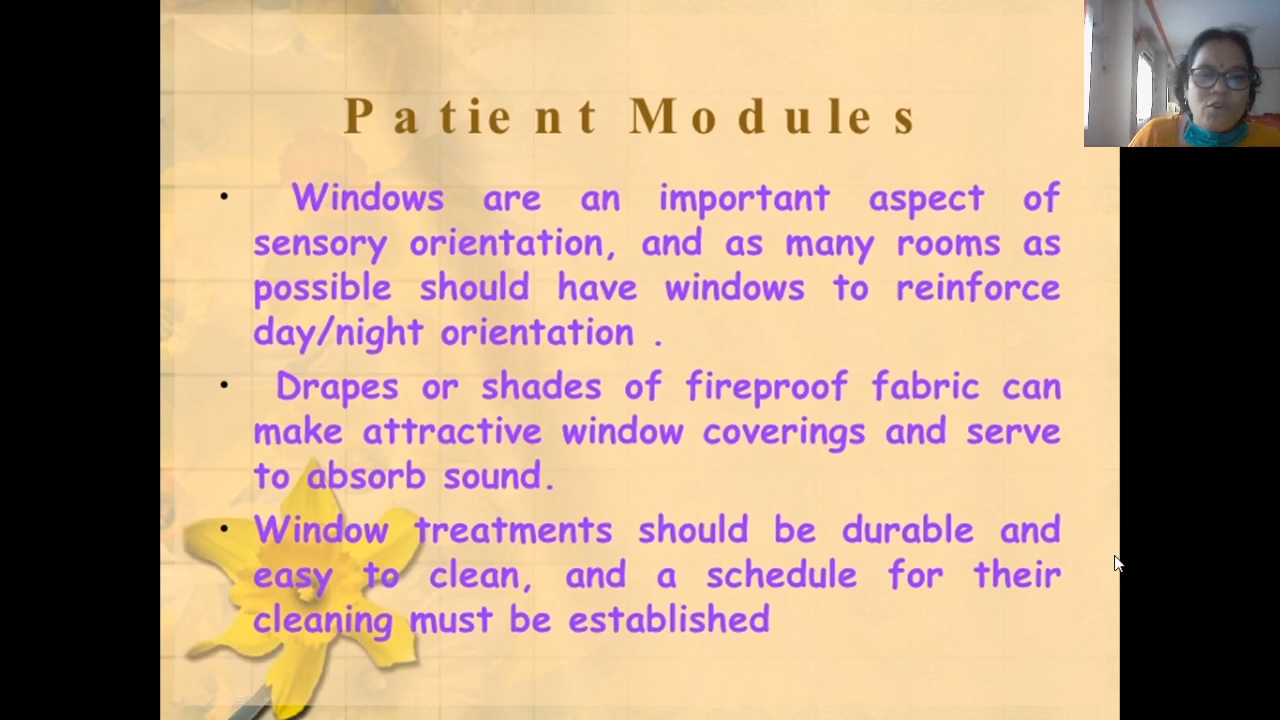 Patient Modules
• Windows are an important aspect of
sensory orientation, and as many rooms as
possible should have windows to reinforce
day/night orientation .
• Drapes or shades of fireproof fabric can
make attractive window coverings and serve
to absorb sound.
• Window treatments should be durable and
easy to clean, and a schedule for their
cleaning must be established